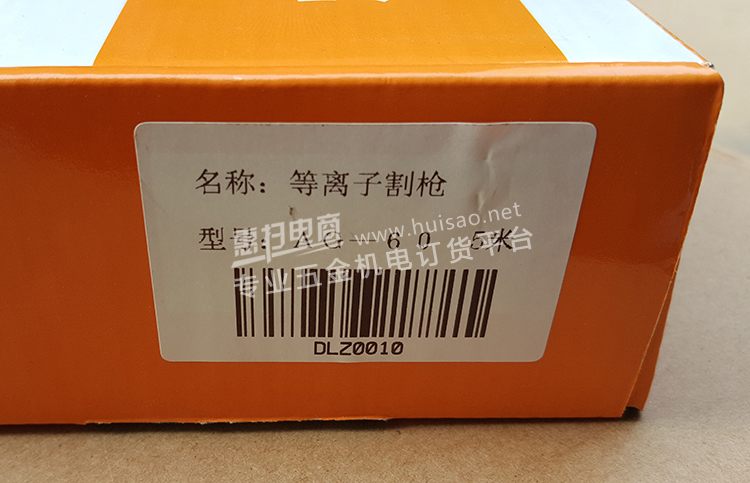 名称：等离子割枪
型号：AG—60 5米
DLZ0010
惠扫电商
www.huisao.net
专业五金机电订货平台